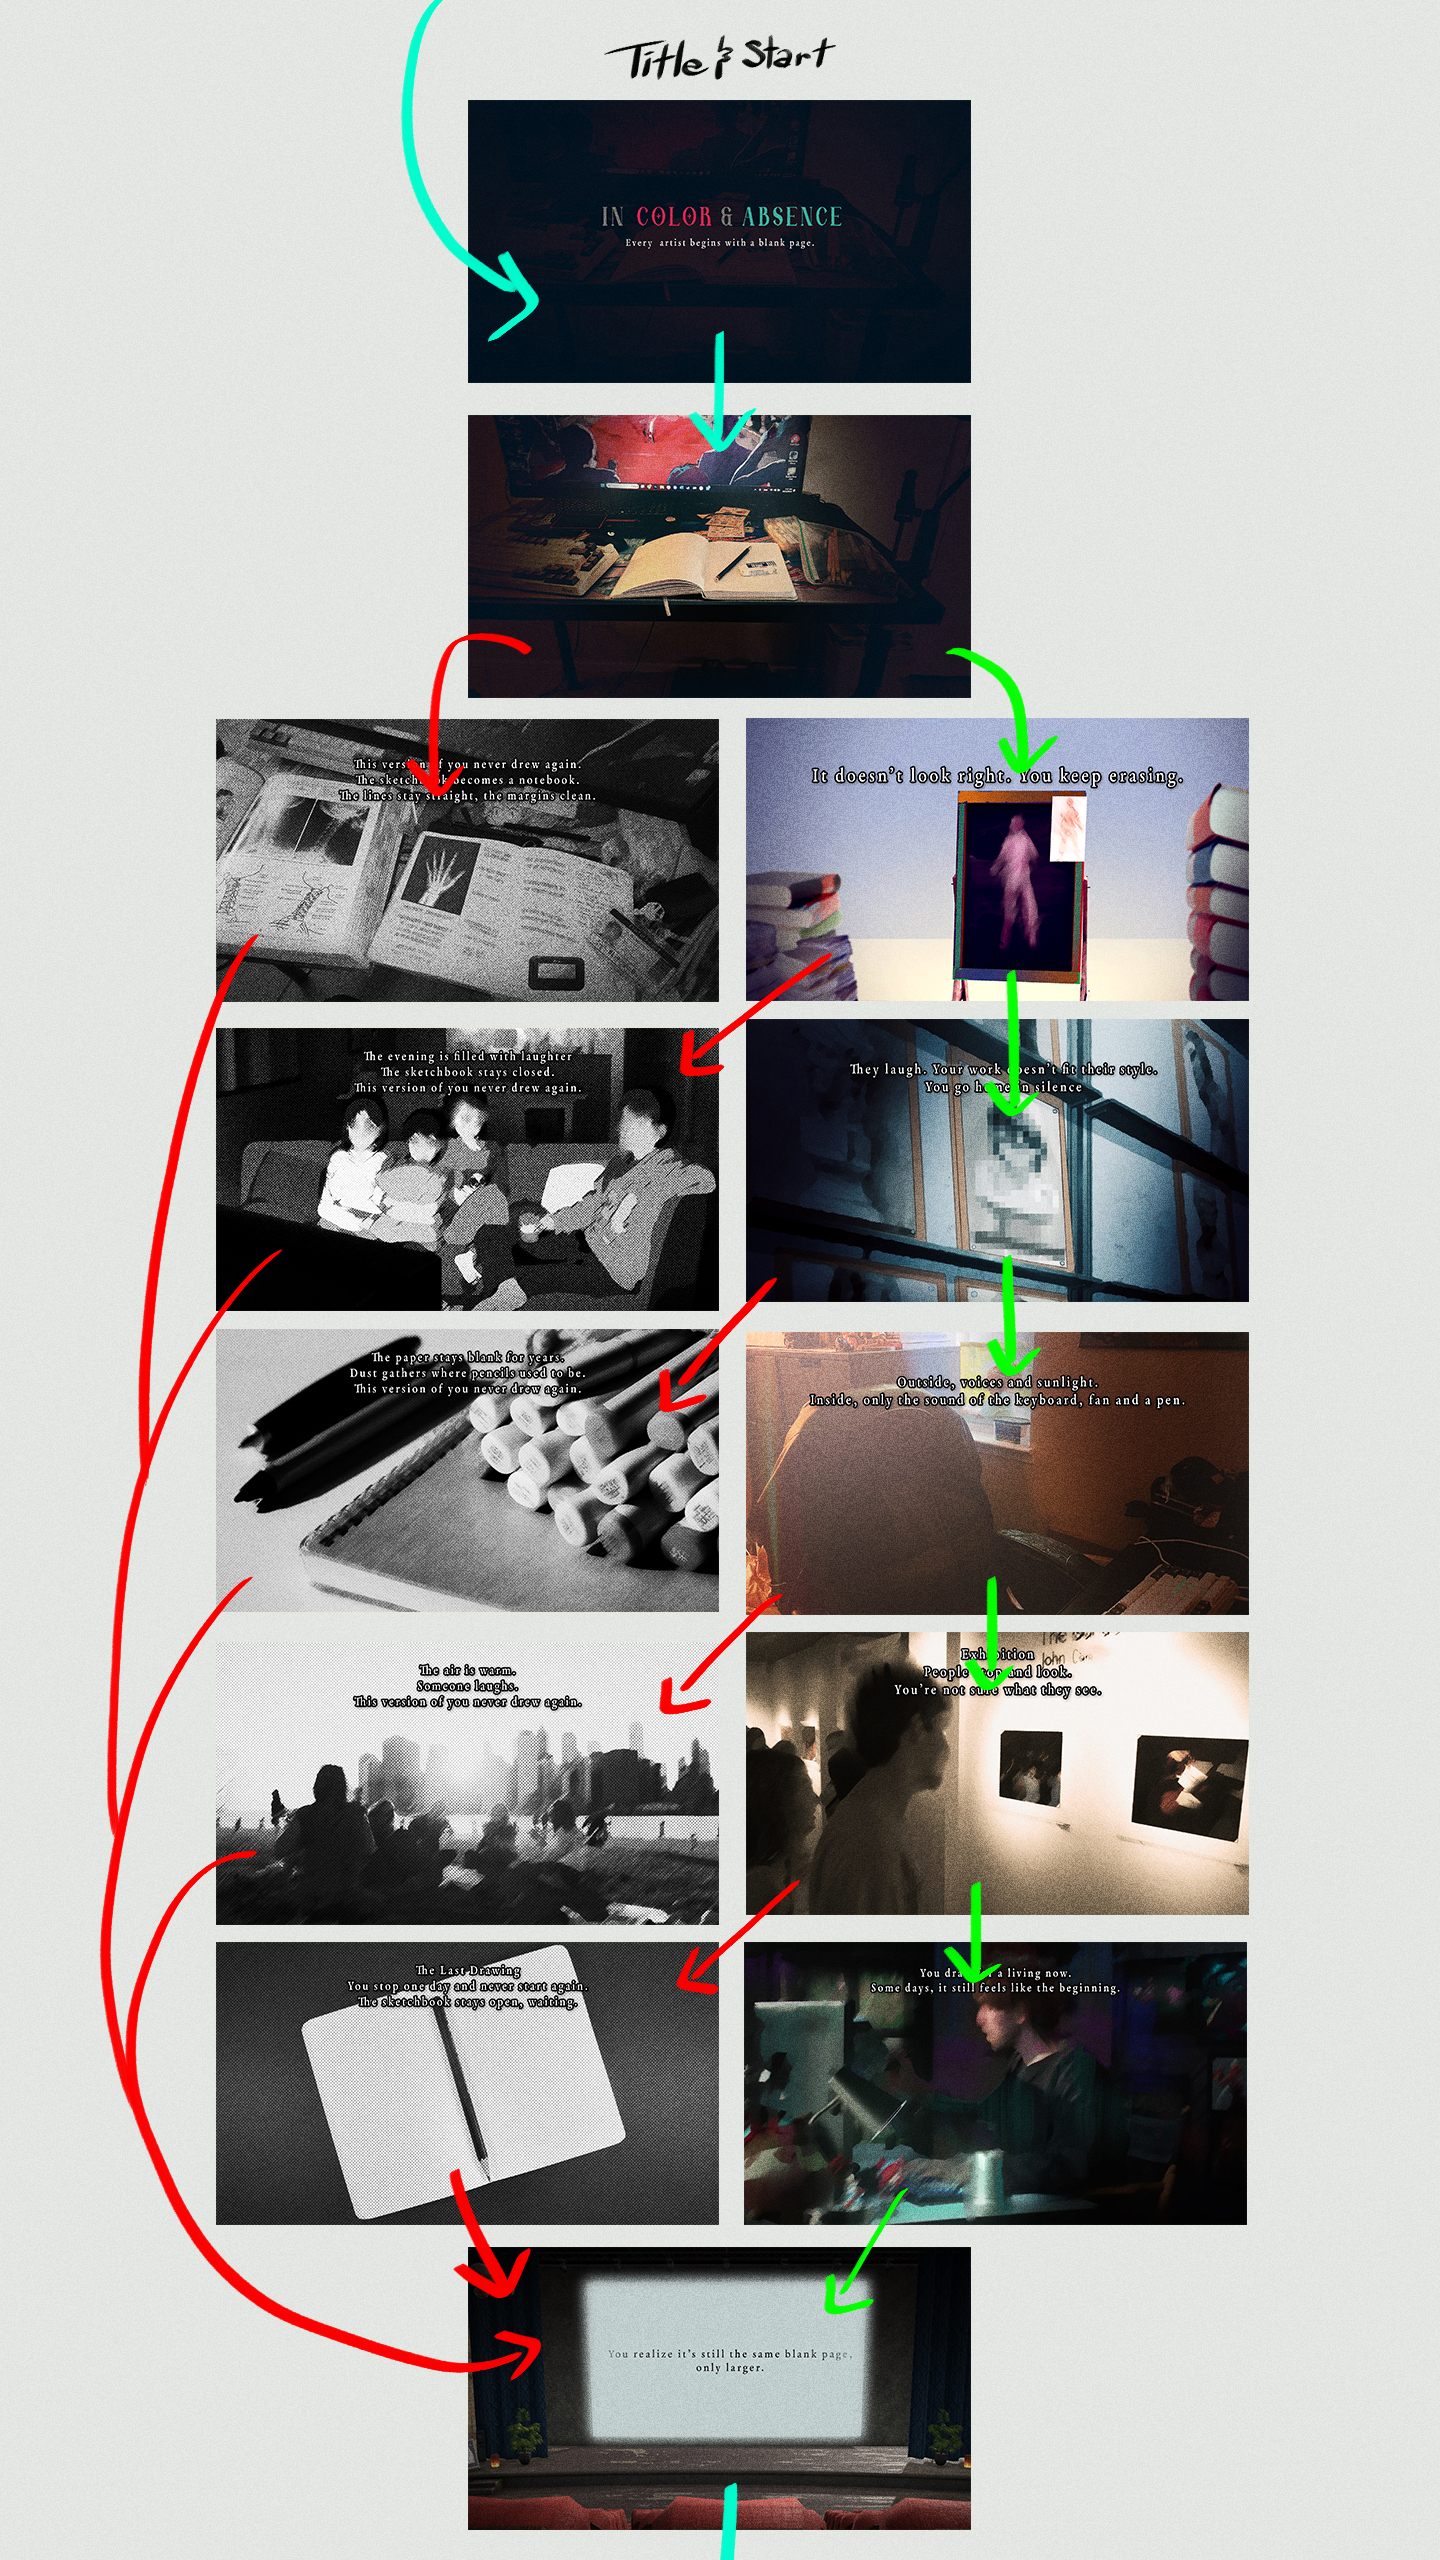 Title & Start
IN COLOR & ABSENCE
Every artist begins with a blank page.
This version of you never drew again.
The sketchbook becomes a notebook.
The lines stay straight, the margins clean.
It doesn't look right. You keep erasing.
The evening is filled with laughter
The sketchbook stays closed.
This version of you never drew again.
They laugh. Your work doesn't fit their style.
You go home in silence
The paper stays blank for years.
Dust gathers where pencils used to be.
This version of you never drew again.
Outside, voices and sunlight.
Inside, only the sound of the keyboard, fan and a pen.
The air is warm.
Someone laughs.
This version of you never drew again.
Exhibition
People stop and look.
You're not sure what they see.
The Last Drawing
You stop one day and never start again.
The sketchbook stays open, waiting.
You draw for a living now.
Some days, it still feels like the beginning.
You realize it's still the same blank page,
only larger.